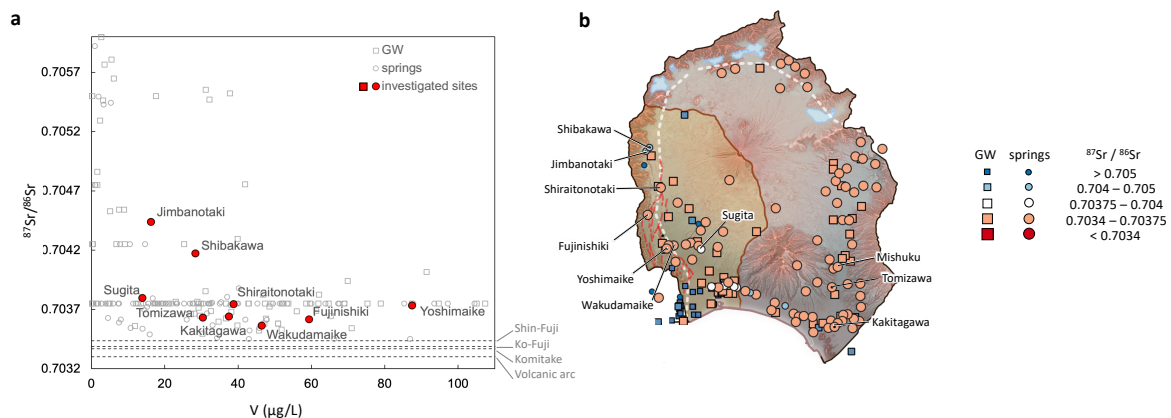 a
⁸⁷Sr/⁸⁶Sr
0.7057
0.7052
0.7047
0.7042
0.7037
0.7032
0
20
40
60
80
100
V (µg/L)
GW
springs
investigated sites
Jimbanotaki
Shibakawa
Sugita
Shiraitonotaki
Tomizawa
Fujinishiki
Yoshimaike
Kakitagawa
Wakudamaike
Shin-Fuji
Ko-Fuji
Komitake
Volcanic arc
b
Shibakawa
Jimbanotaki
Shiraitonotaki
Sugita
Fujinishiki
Yoshimaike
Wakudamaike
Mishuku
Tomizawa
Kakitagawa
GW springs ⁸⁷Sr / ⁸⁶Sr
> 0.705
0.704 – 0.705
0.70375 – 0.704
0.7034 – 0.70375
< 0.7034